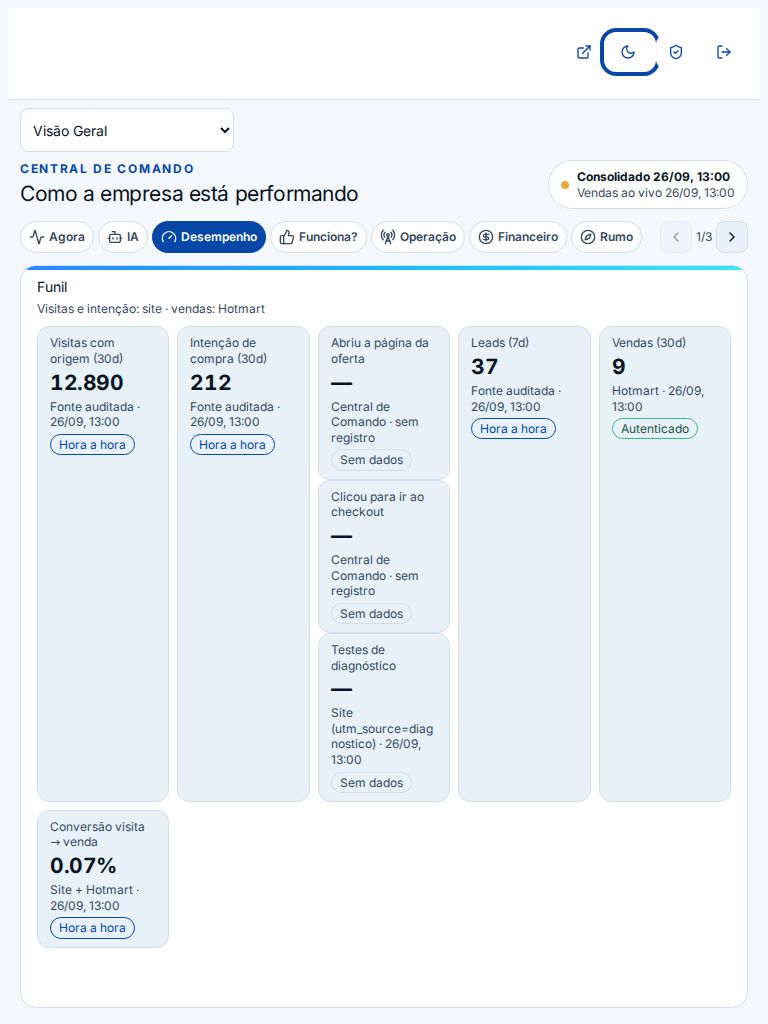 Visão Geral
CENTRAL DE COMANDO
Como a empresa está performando
Consolidado 26/09, 13:00
Vendas ao vivo 26/09, 13:00
Agora
IA
Desempenho
Funciona?
Operação
Financeiro
Rumo
1/3
Funil
Visitas e intenção: site · vendas: Hotmart
Visitas com
origem (30d)
12.890
Fonte auditada ·
26/09, 13:00
Hora a hora
Intenção de
compra (30d)
212
Fonte auditada ·
26/09, 13:00
Hora a hora
Abriu a página da
oferta
—
Central de
Comando · sem
registro
Sem dados
Clicou para ir ao
checkout
—
Central de
Comando · sem
registro
Sem dados
Testes de
diagnóstico
—
Site
(utm_source=diag
nostico) · 26/09,
13:00
Sem dados
Leads (7d)
37
Fonte auditada ·
26/09, 13:00
Hora a hora
Vendas (30d)
9
Hotmart · 26/09,
13:00
Autenticado
Conversão visita
→ venda
0.07%
Site + Hotmart ·
26/09, 13:00
Hora a hora